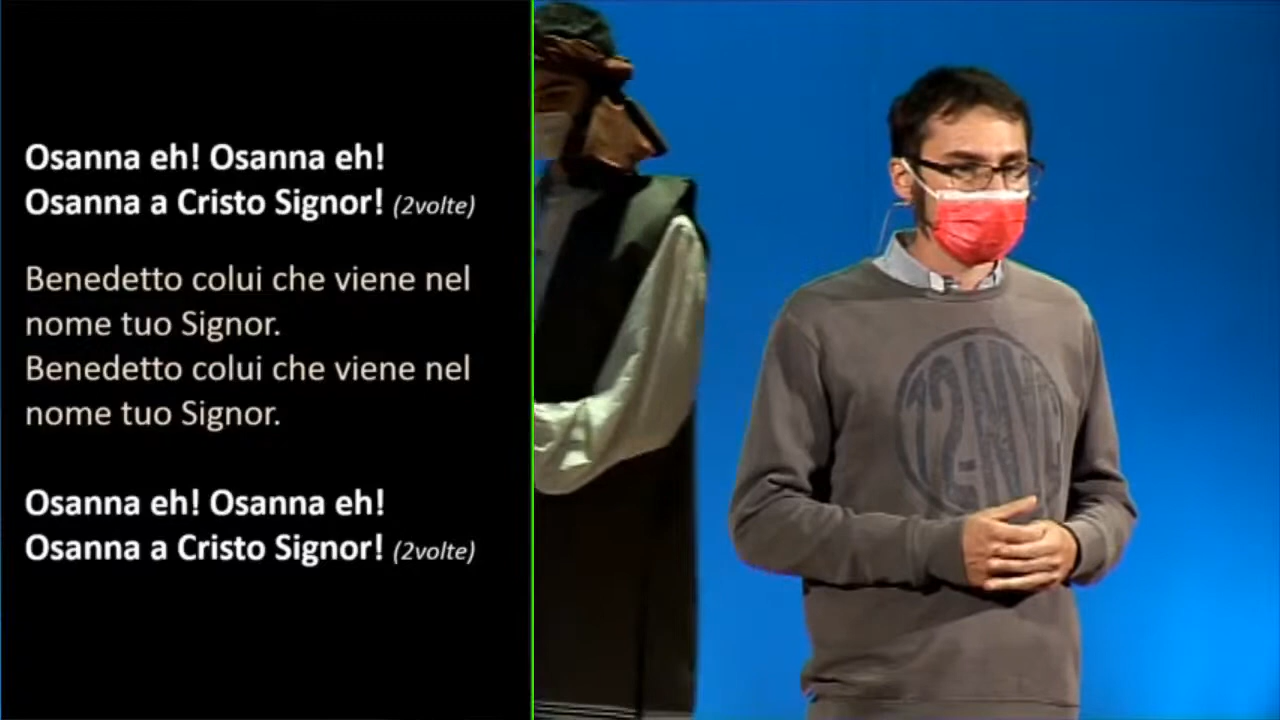 Osanna eh! Osanna eh!
Osanna a Cristo Signor! (2volte)
Benedetto colui che viene nel
nome tuo Signor.
Benedetto colui che viene nel
nome tuo Signor.
Osanna eh! Osanna eh!
Osanna a Cristo Signor! (2volte)